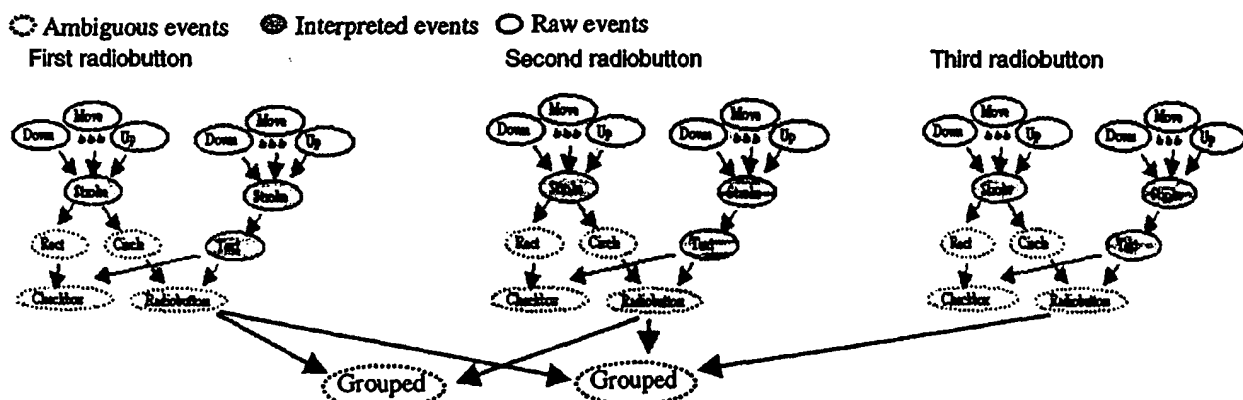 Ambiguous events Interpreted events Raw events
First radiobutton Second radiobutton Third radiobutton
Move Move Move Move Move Move
Down Up Down Up Down Up Down Up Down Up Down Up
Stroke Stroke Stroke Stroke Stroke Stroke
Rect Circle Text Rect Circle Text Rect Circle Text
Checkbox Radiobutton Checkbox Radiobutton Checkbox Radiobutton
Grouped Grouped